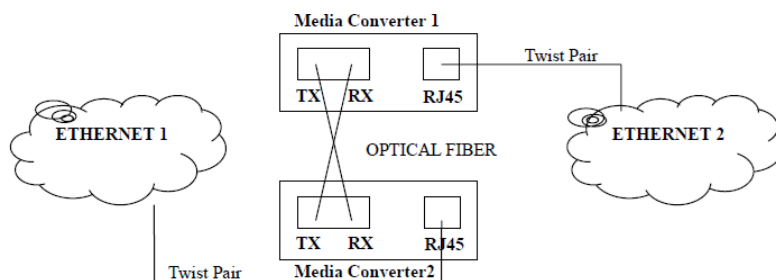 Media Converter 1
Twist Pair
TX RX RJ45
ETHERNET 1
ETHERNET 2
OPTICAL FIBER
TX RX RJ45
Twist Pair
Media Converter2